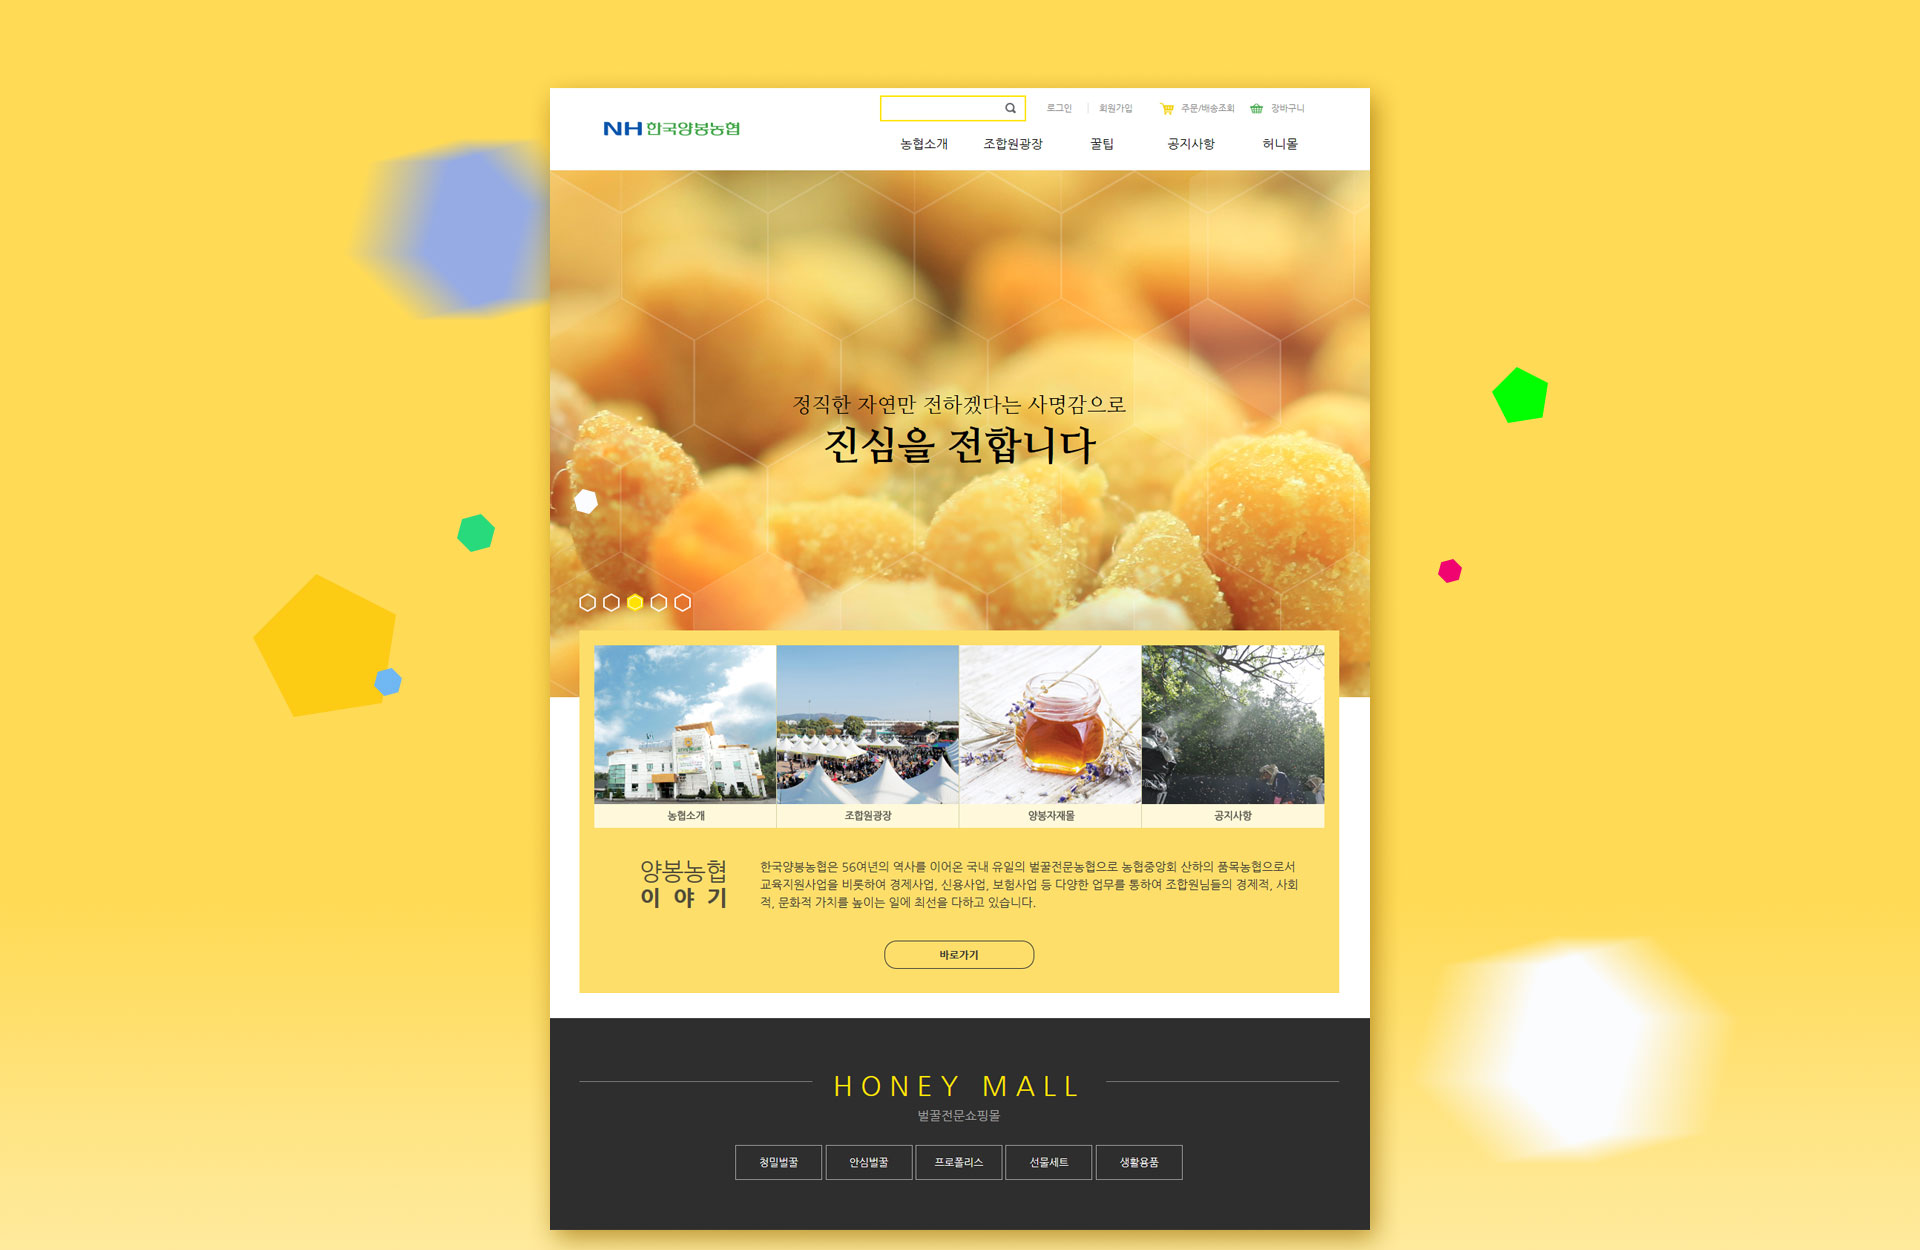 로그인 회원가입 주문/배송조회 장바구니
NH 한국양봉농협
농협소개 조합원광장 꿀팁 공지사항 허니몰
정직한 자연만 전하겠다는 사명감으로
진심을 전합니다
농협소개 조합원광장 양봉자재몰 공지사항
양봉농협
이 야 기
한국양봉농협은 56여년의 역사를 이어온 국내 유일의 벌꿀전문농협으로 농협중앙회 산하의 품목농협으로서
교육지원사업을 비롯하여 경제사업, 신용사업, 보험사업 등 다양한 업무를 통하여 조합원님들의 경제적, 사회
적, 문화적 가치를 높이는 일에 최선을 다하고 있습니다.
바로가기
HONEY MALL
벌꿀전문쇼핑몰
청밀벌꿀 안심벌꿀 프로폴리스 선물세트 생활용품